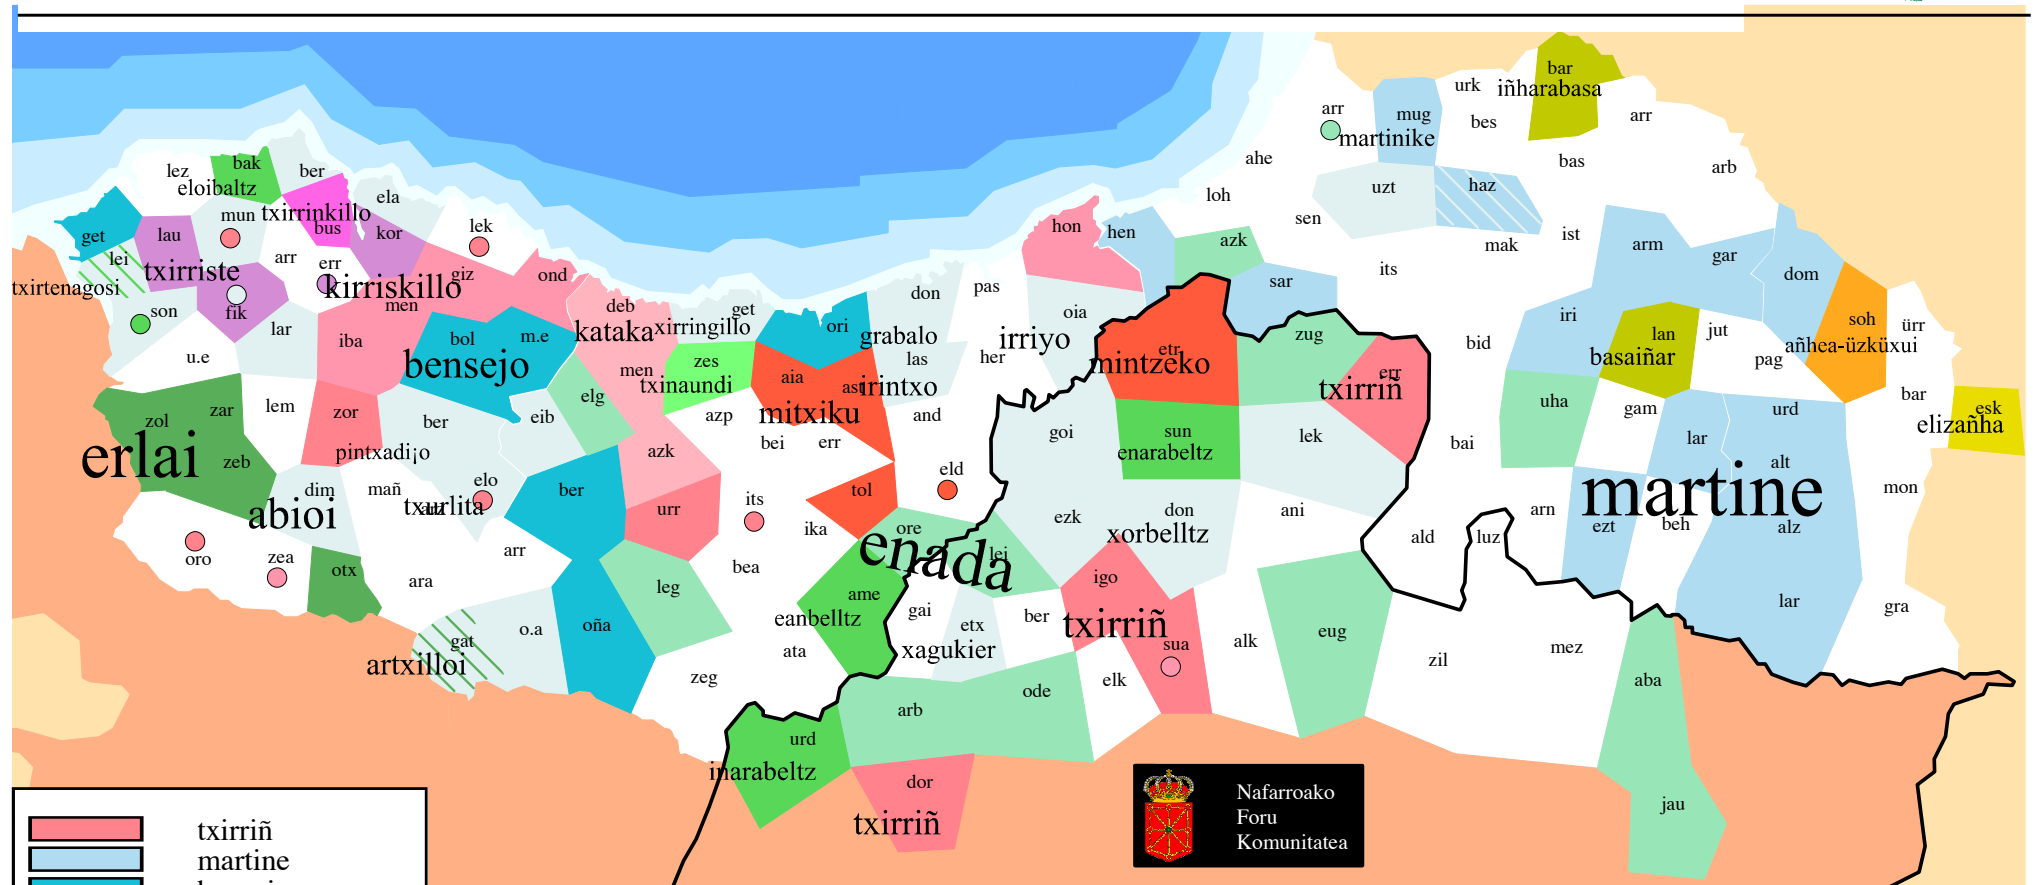 bar
urk
iñharabasa
arr
mug
arr
bes
martinike
ahe
bas
arb
lez
bak
ber
eloibaltz
uzt
haz
ela
loh
mun
txirrinkillo
sen
bus
hon
hen
lek
get
lau
kor
azk
ist
mak
arm
gar
lei
txirriste
arr
err
kirriskillo
giz
ond
its
dom
txirtenagosi
sar
son
fik
men
deb
get
don
pas
oia
iri
soh
ürr
lar
iba
bol
m.e
kataka
xirringillo
ori
grabalo
irriyo
zug
bid
lan
jut
añhea-üzküxui
u.e
bensejo
men
zes
txinaundi
aia
ast
las
irintxo
her
etr
mintzeko
err
txirriñ
basaiñar
pag
zol
zar
lem
zor
ber
eib
elg
azp
mitxiku
and
uha
gam
urd
bar
esk
elizañha
erlai
zeb
pintxadi¡o
azk
bei
err
goi
sun
enarabeltz
lek
bai
lar
alt
dim
mañ
elo
txurlita
ber
tol
eld
martine
mon
abioi
urr
its
ika
ore
ezk
don
xorbelltz
ani
arn
ezt
beh
alz
oro
zea
otx
ara
arr
bea
enada
lei
ald
luz
leg
ame
igo
lar
gra
eanbelltz
gai
etx
ber
txirriñ
gat
o.a
oña
ata
xagukier
sua
alk
eug
zil
mez
artxilloi
zeg
arb
ode
elk
aba
urd
inarabeltz
dor
txirriñ
jau
Nafarroako
Foru
Komunitatea
txirriñ
martine